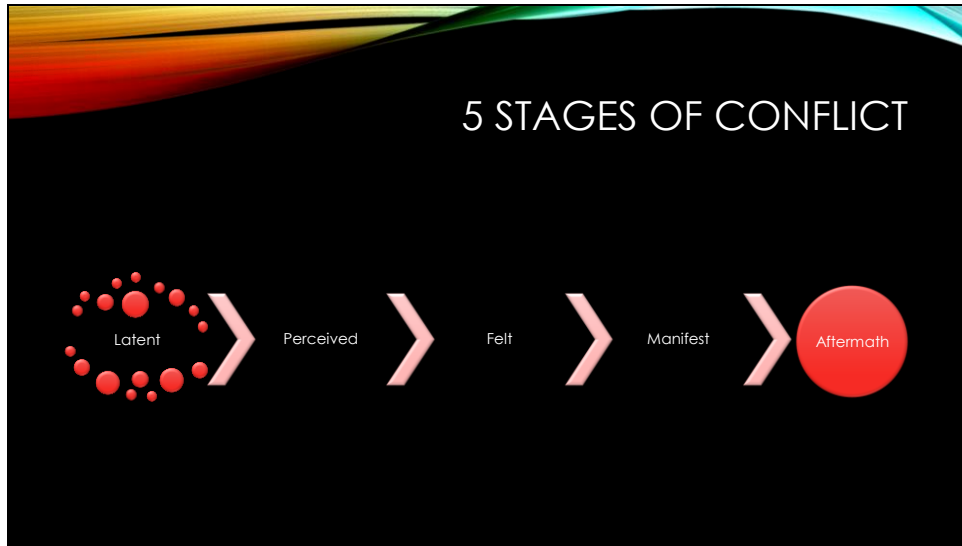 5 STAGES OF CONFLICT
Latent
Perceived
Felt
Manifest
Aftermath